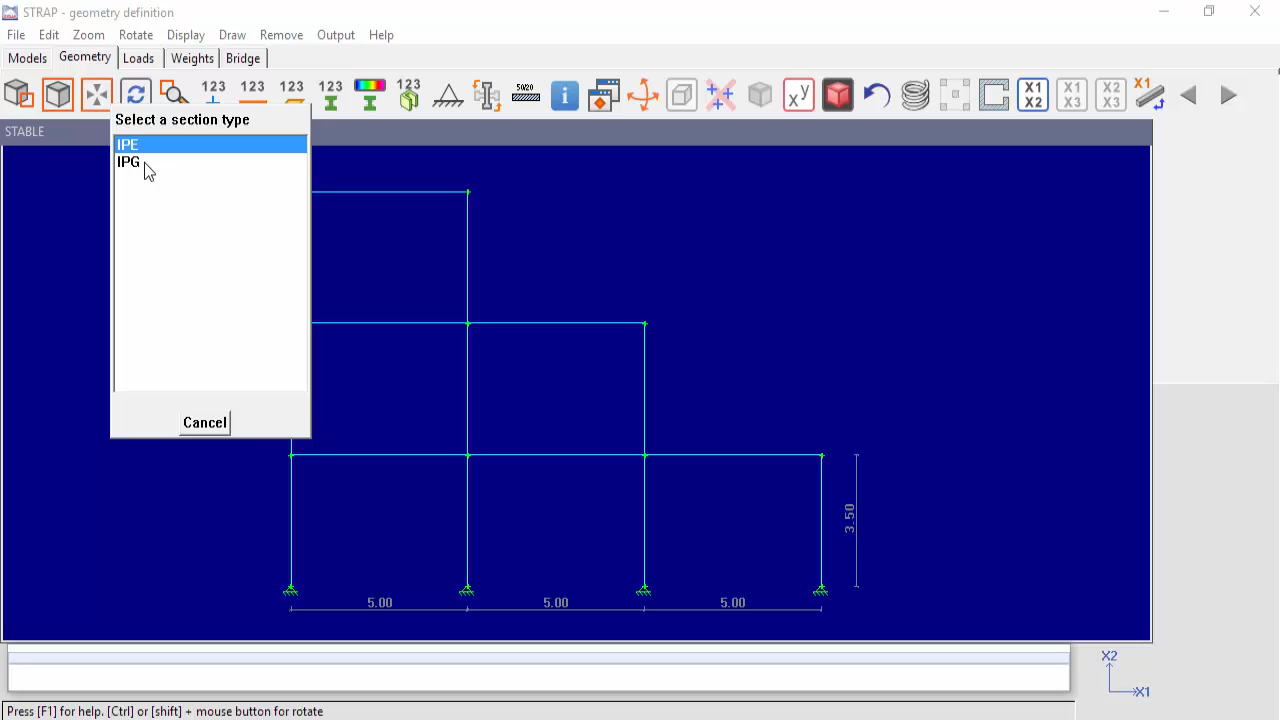 STRAP - geometry definition
File Edit Zoom Rotate Display Draw Remove Output Help
Models Geometry Loads Weights Bridge
123 123 123 123 123 5020 i xy X1 X2 X1 X3 X2 X3 X1
Select a section type
STABLE
IPE
IPG
Cancel
3.50
5.00 5.00 5.00
X2
X1
Press [F1] for help. [Ctrl] or [shift] + mouse button for rotate